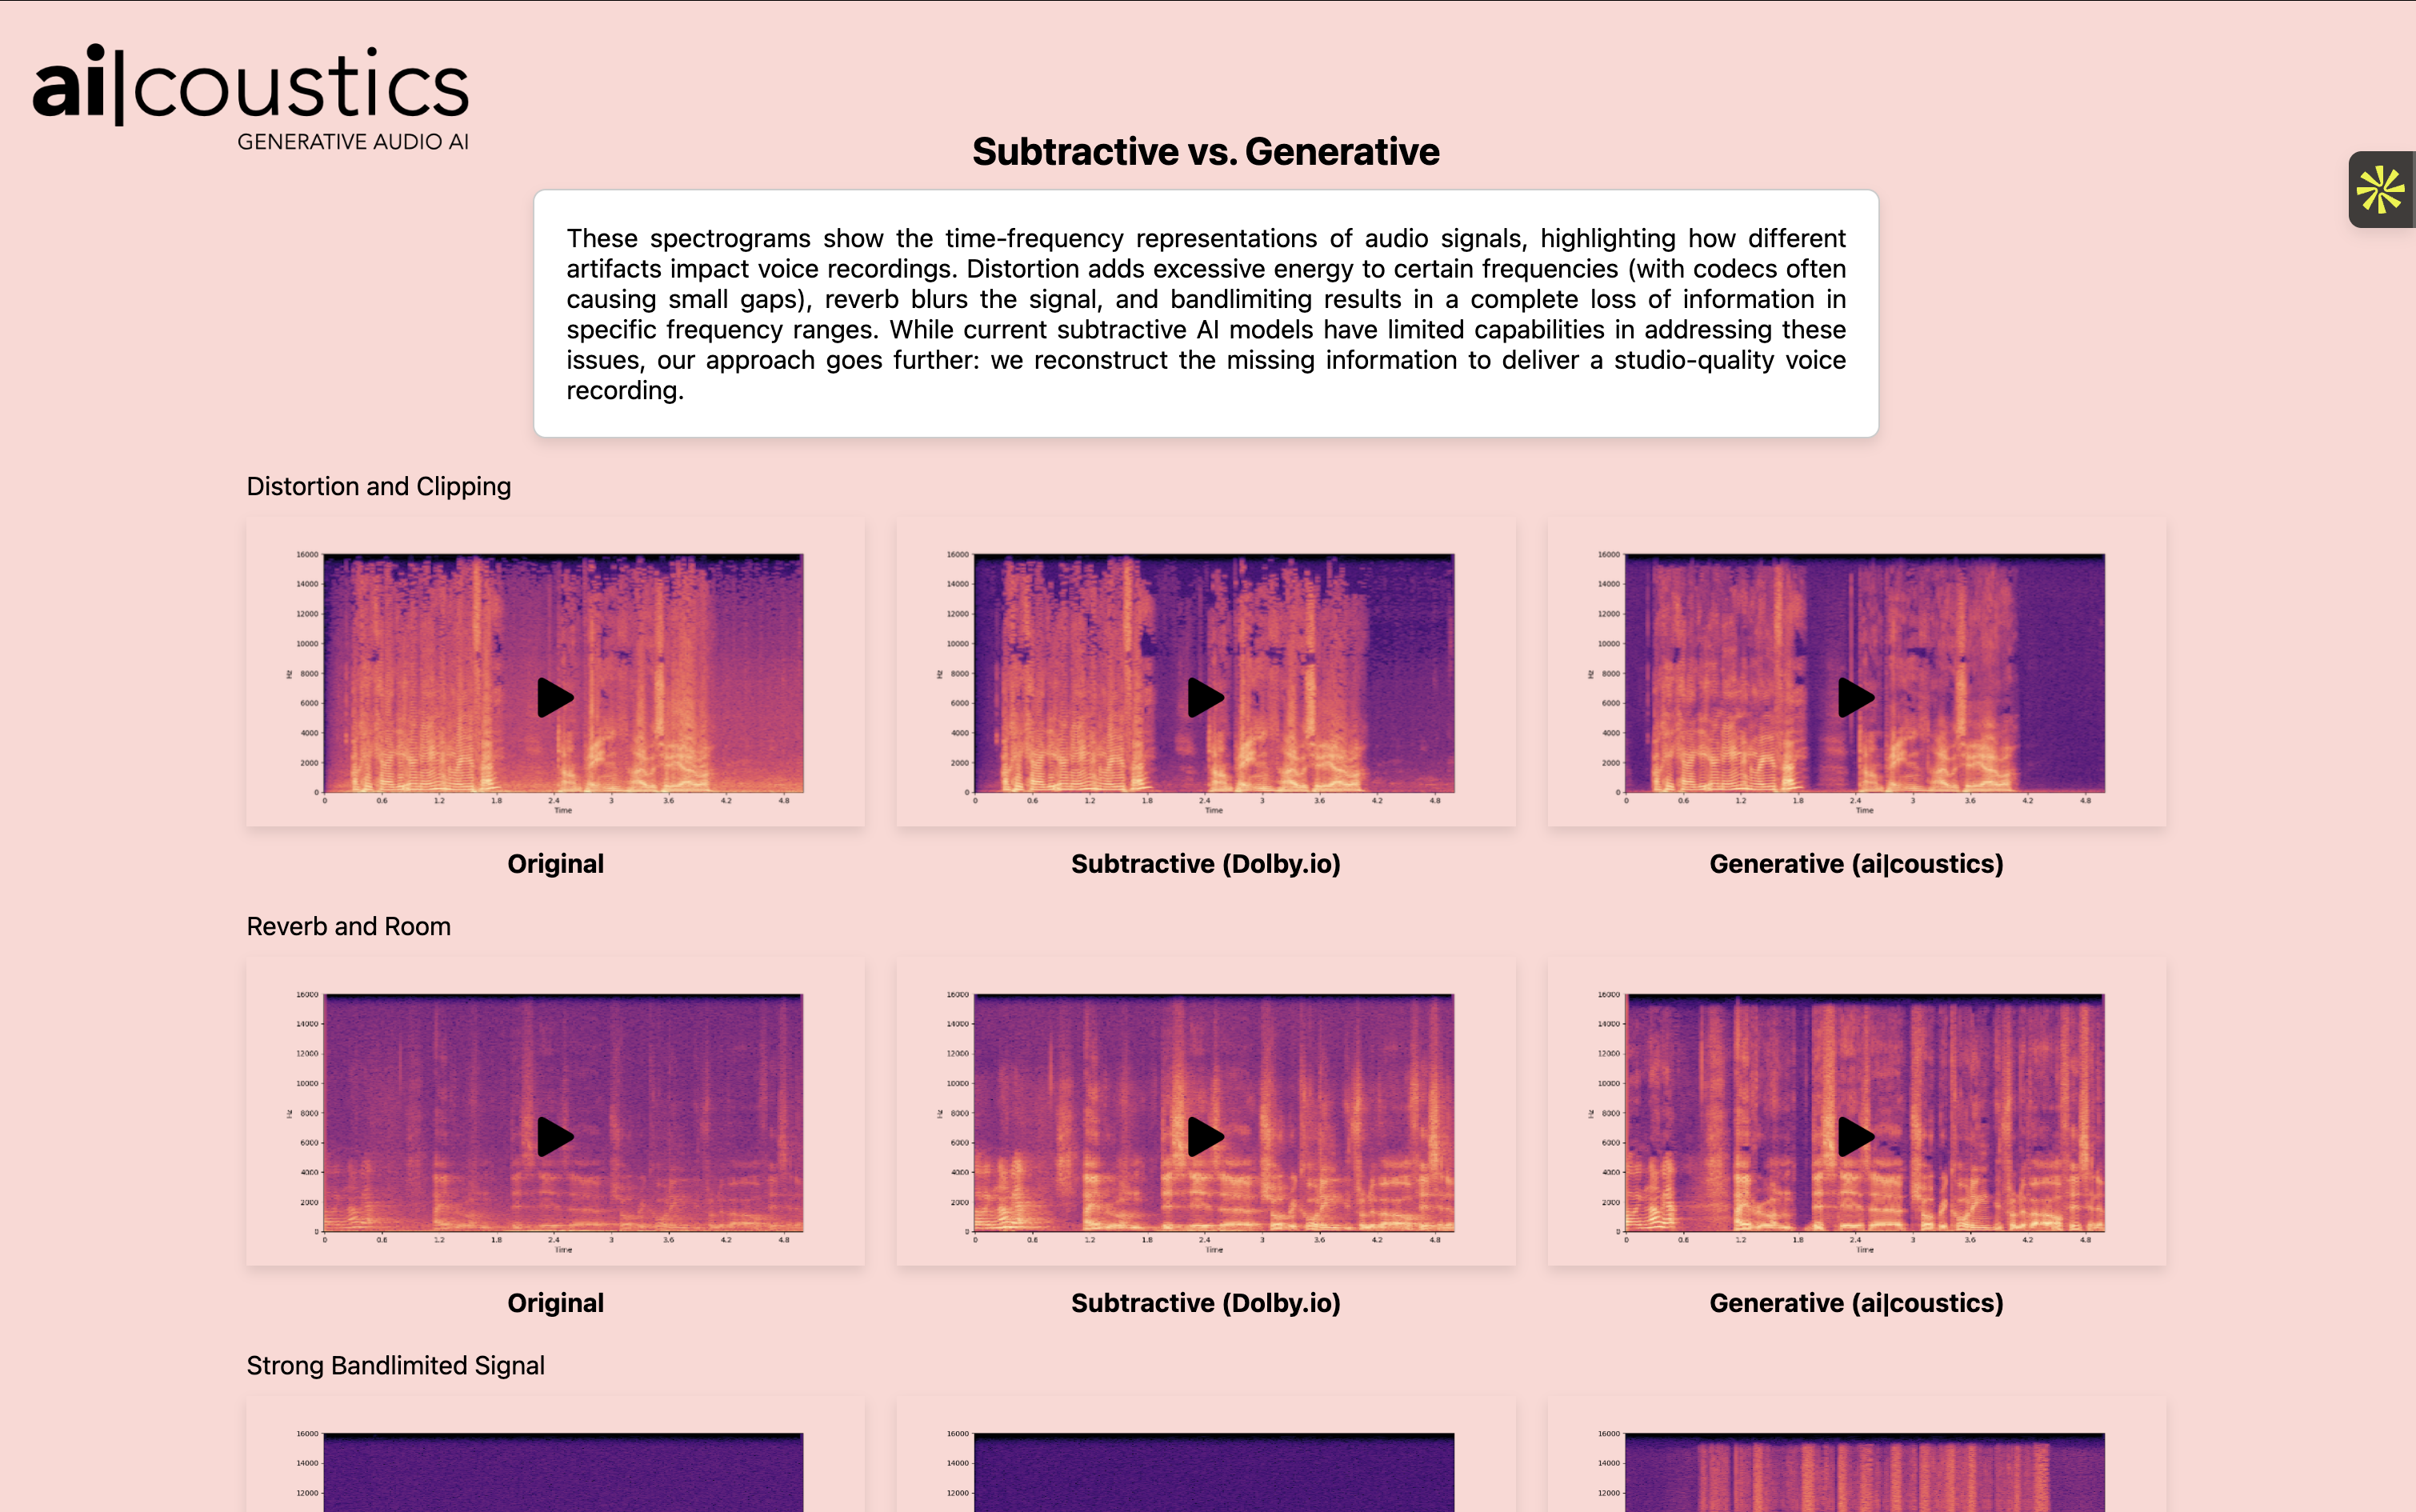 ai|coustics
GENERATIVE AUDIO AI
Subtractive vs. Generative
These spectrograms show the time-frequency representations of audio signals, highlighting how different
artifacts impact voice recordings. Distortion adds excessive energy to certain frequencies (with codecs often
causing small gaps), reverb blurs the signal, and bandlimiting results in a complete loss of information in
specific frequency ranges. While current subtractive AI models have limited capabilities in addressing these
issues, our approach goes further: we reconstruct the missing information to deliver a studio-quality voice
recording.
Distortion and Clipping
16000
14000
12000
10000
8000
6000
4000
2000
0
Hz
0 0.6 1.2 1.8 2.4 3 3.6 4.2 4.8
Time
Original
16000
14000
12000
10000
8000
6000
4000
2000
0
Hz
0 0.6 1.2 1.8 2.4 3 3.6 4.2 4.8
Time
Subtractive (Dolby.io)
16000
14000
12000
10000
8000
6000
4000
2000
0
Hz
0 0.6 1.2 1.8 2.4 3 3.6 4.2 4.8
Time
Generative (ai|coustics)
Reverb and Room
16000
14000
12000
10000
8000
6000
4000
2000
0
Hz
0 0.6 1.2 1.8 2.4 3 3.6 4.2 4.8
Time
Original
16000
14000
12000
10000
8000
6000
4000
2000
0
Hz
0 0.6 1.2 1.8 2.4 3 3.6 4.2 4.8
Time
Subtractive (Dolby.io)
16000
14000
12000
10000
8000
6000
4000
2000
0
Hz
0 0.6 1.2 1.8 2.4 3 3.6 4.2 4.8
Time
Generative (ai|coustics)
Strong Bandlimited Signal
16000
14000
12000
16000
14000
12000
16000
14000
12000